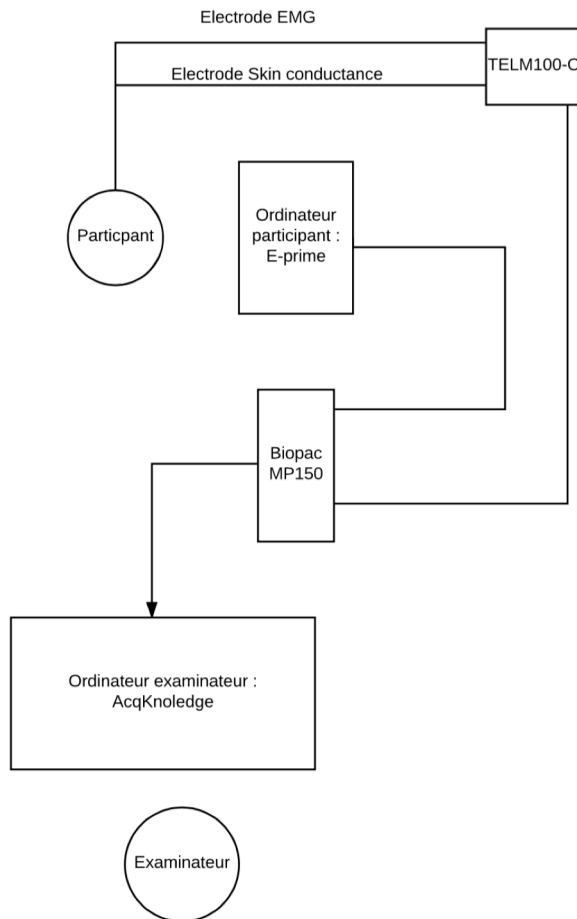 Electrode EMG
TELM100-C
Electrode Skin conductance
Particpant
Ordinateur
participant :
E-prime
Biopac
MP150
Ordinateur examinateur :
AcqKnoledge
Examinateur